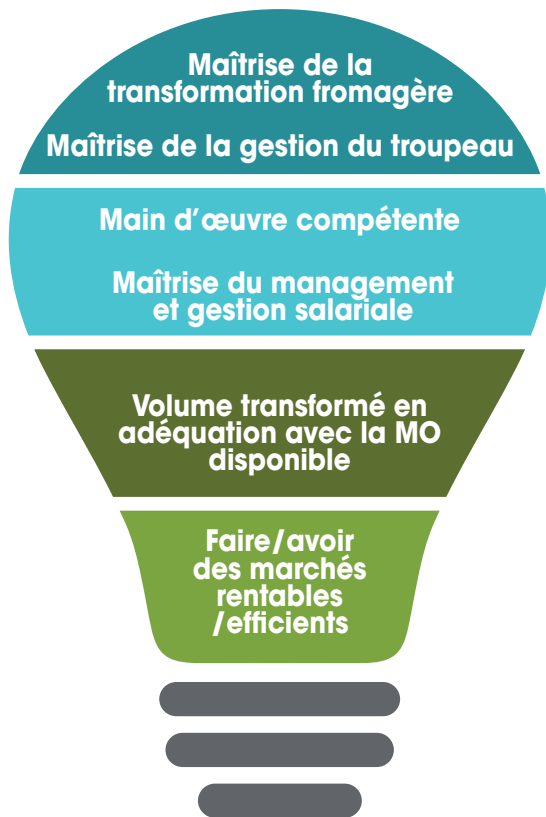 Maîtrise de la
transformation fromagère
Maîtrise de la gestion du troupeau
Main d'œuvre compétente
Maîtrise du management
et gestion salariale
Volume transformé en
adéquation avec la MO
disponible
Faire/avoir
des marchés
rentables
/efficients